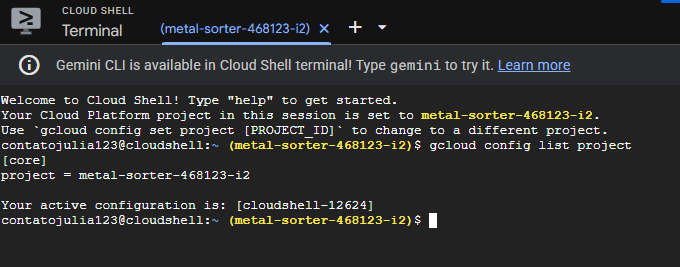 CLOUD SHELL
Terminal
(metal-sorter-468123-i2) × + ▾
Gemini CLI is available in Cloud Shell terminal! Type gemini to try it. Learn more
Welcome to Cloud Shell! Type "help" to get started.
Your Cloud Platform project in this session is set to metal-sorter-468123-i2.
Use `gcloud config set project [PROJECT_ID]` to change to a different project.
contatojulia123@cloudshell:~ (metal-sorter-468123-i2)$ gcloud config list project
[core]
project = metal-sorter-468123-i2

Your active configuration is: [cloudshell-12624]
contatojulia123@cloudshell:~ (metal-sorter-468123-i2)$